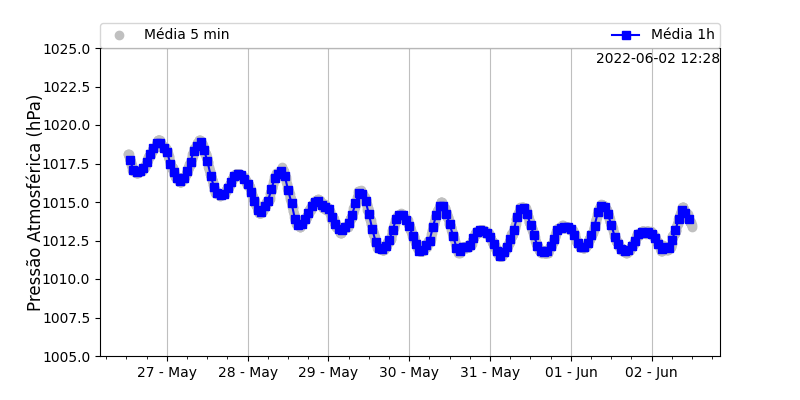 Média 5 min
Média 1h
2022-06-02 12:28
Pressão Atmosférica (hPa)
1025.0
1022.5
1020.0
1017.5
1015.0
1012.5
1010.0
1007.5
1005.0
27 - May
28 - May
29 - May
30 - May
31 - May
01 - Jun
02 - Jun